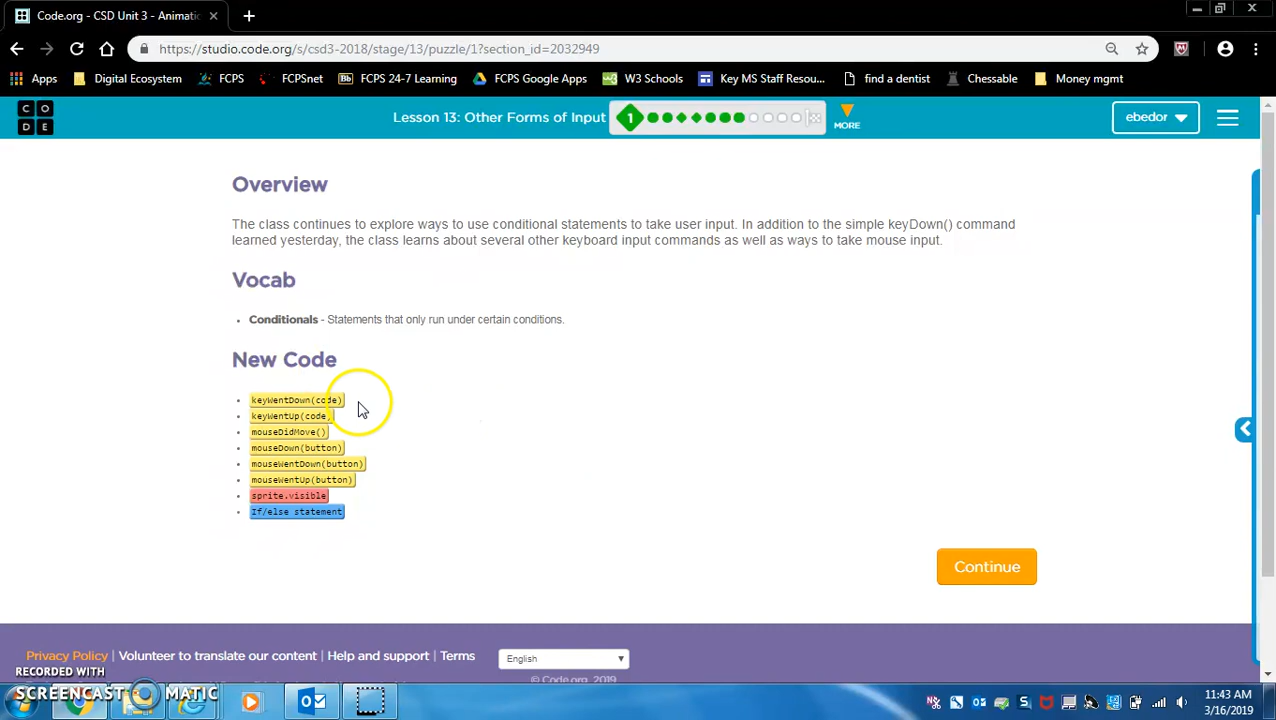 Code.org - CSD Unit 3 - Animatic
https://studio.code.org/s/csd3-2018/stage/13/puzzle/1?section_id=2032949
Apps Digital Ecosystem FCPS FCPSnet Bb FCPS 24-7 Learning FCPS Google Apps W3 Schools Key MS Staff Resou... find a dentist Chessable Money mgmt
C O D E Lesson 13: Other Forms of Input 1 MORE ebedor
Overview
The class continues to explore ways to use conditional statements to take user input. In addition to the simple keyDown() command
learned yesterday, the class learns about several other keyboard input commands as well as ways to take mouse input.
Vocab
• Conditionals - Statements that only run under certain conditions.
New Code
• keyWentDown(code)
• keyWentUp(code)
• mouseDidMove()
• mouseDown(button)
• mouseWentDown(button)
• mouseWentUp(button)
• sprite.visible
• If/else statement
Continue
Privacy Policy | Volunteer to translate our content | Help and support | Terms English
© Code.org, 2019
RECORDED WITH
SCREENCAST MATIC
11:43 AM
3/16/2019